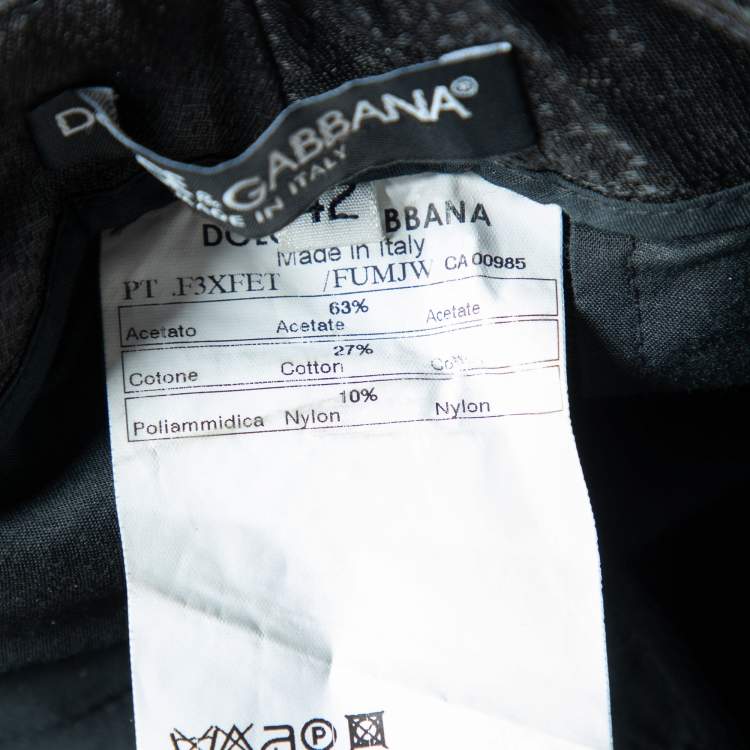 GABBANA®
MADE IN ITALY
42
BBANA
Made in Italy
PT .F3XFET /FUMJW CA 00985
63%
Acetato Acetate Acetate
27%
Cotone Cotton
10%
Poliammidica Nylon Nylon
P